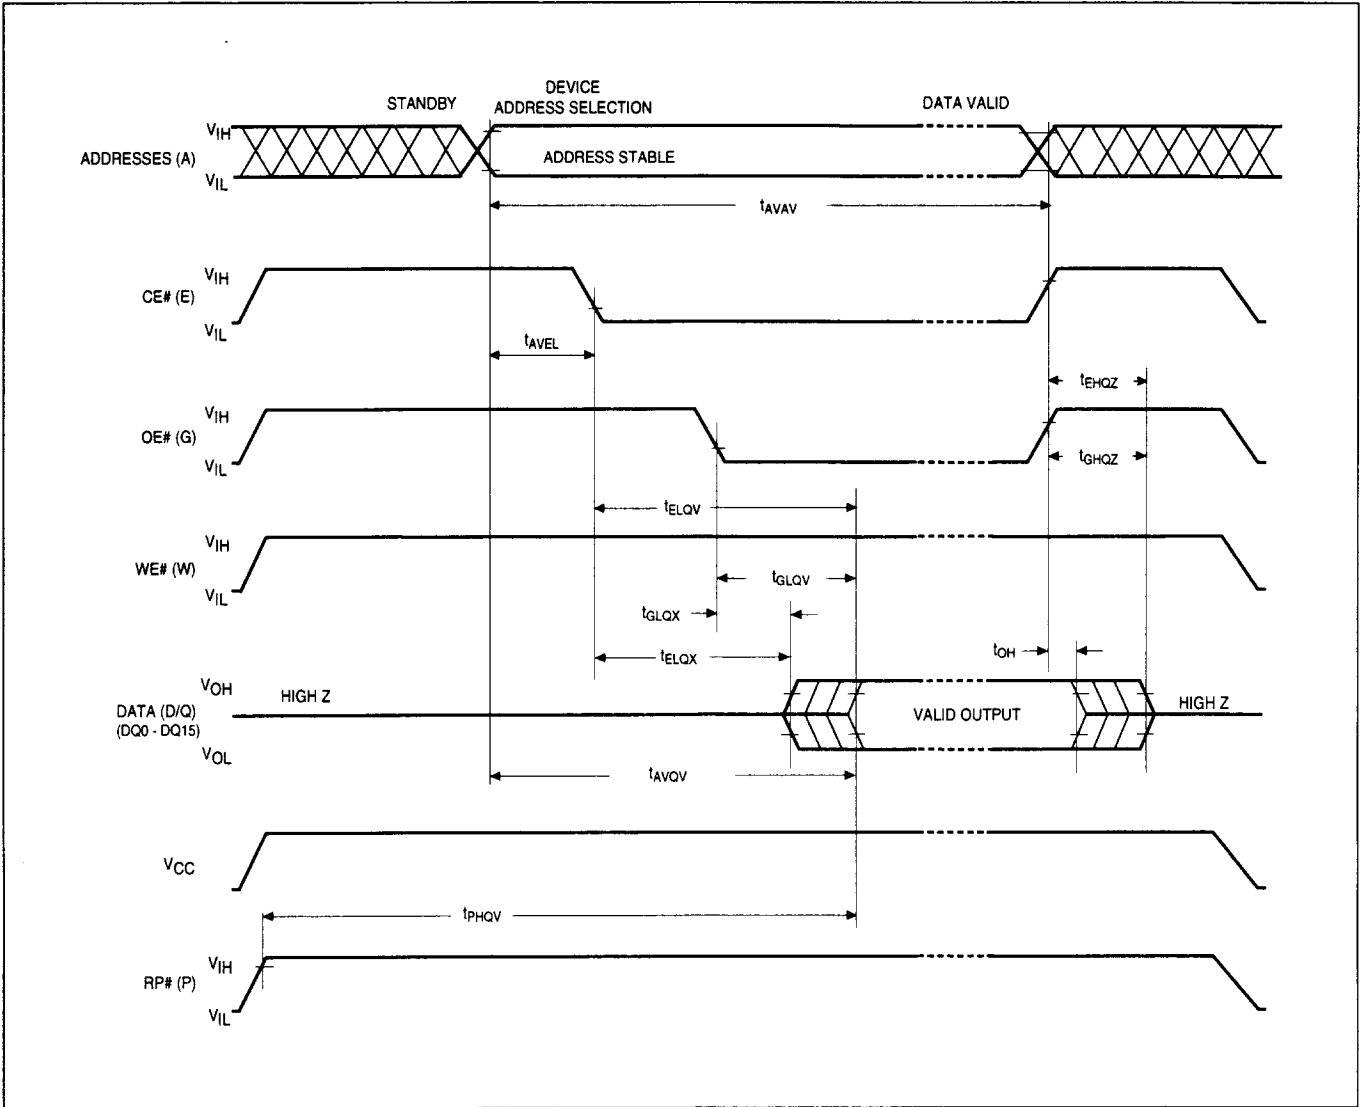 DEVICE
STANDBY ADDRESS SELECTION DATA VALID
VIH
ADDRESSES (A) ADDRESS STABLE
VIL
tAVAV
VIH
CE# (E)
VIL
tAVEL
tEHQZ
VIH
OE# (G)
VIL
tGHQZ
tELQV
VIH
WE# (W)
tGLQV
VIL
tGLQX
tELQX
tOH
VOH
HIGH Z
DATA (D/Q) VALID OUTPUT HIGH Z
(DQ0 - DQ15)
VOL
tAVQV
VCC
tPHQV
VIH
RP# (P)
VIL